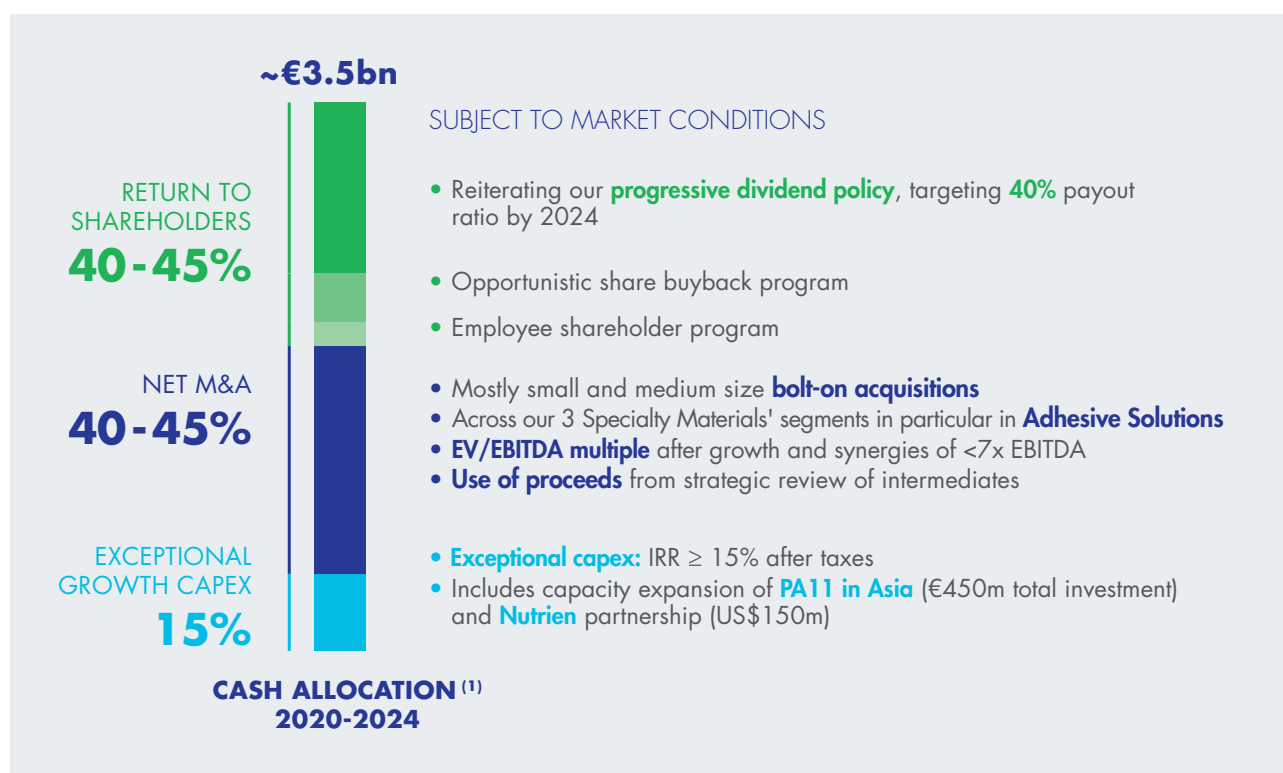 ~€3.5bn
SUBJECT TO MARKET CONDITIONS
RETURN TO
SHAREHOLDERS
40-45%
• Reiterating our progressive dividend policy, targeting 40% payout
ratio by 2024
• Opportunistic share buyback program
• Employee shareholder program
NET M&A
40-45%
• Mostly small and medium size bolt-on acquisitions
• Across our 3 Specialty Materials' segments in particular in Adhesive Solutions
• EV/EBITDA multiple after growth and synergies of <7x EBITDA
• Use of proceeds from strategic review of intermediates
EXCEPTIONAL
GROWTH CAPEX
15%
• Exceptional capex: IRR ≥ 15% after taxes
• Includes capacity expansion of PA11 in Asia (€450m total investment)
and Nutrien partnership (US$150m)
CASH ALLOCATION (1)
2020-2024